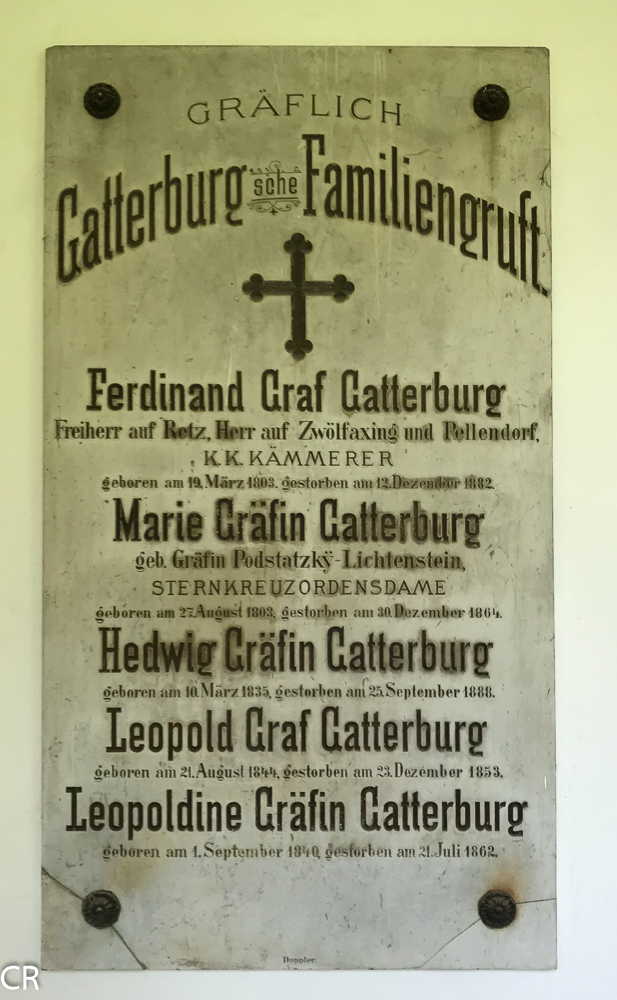 GRÄFLICH
Gatterburg'sche Familiengruft.
Ferdinand Graf Gatterburg
Freiherr auf Retz, Herr auf Zwölfaxing und Pellendorf,
K.K. KÄMMERER
geboren am 19. März 1803, gestorben am 12. Dezember 1882.
Marie Gräfin Gatterburg
geb. Gräfin Podstatzkÿ-Lichtenstein,
STERNKREUZORDENSDAME
geboren am 27. August 1803, gestorben am 30. Dezember 1864.
Hedwig Gräfin Gatterburg
geboren am 10. März 1835, gestorben am 25. September 1888.
Leopold Graf Gatterburg
geboren am 21. August 1844, gestorben am 23. Dezember 1853.
Leopoldine Gräfin Gatterburg
geboren am 1. September 1840, gestorben am 21. Juli 1862.
Doppler.
CR